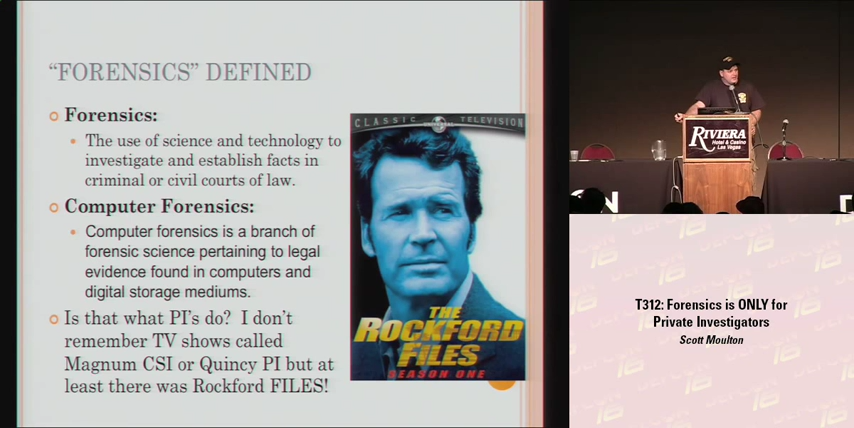 “FORENSICS” DEFINED
Forensics:
The use of science and technology to
investigate and establish facts in
criminal or civil courts of law.
Computer Forensics:
Computer forensics is a branch of
forensic science pertaining to legal
evidence found in computers and
digital storage mediums.
Is that what PI’s do?  I don’t
remember TV shows called
Magnum CSI or Quincy PI but at
least there was Rockford FILES!
CLASSIC UNIVERSAL TELEVISION
THE
ROCKFORD
FILES
SEASON ONE
RIVIERA
Hotel & Casino
Las Vegas
ON
D
T312: Forensics is ONLY for
Private Investigators
Scott Moulton